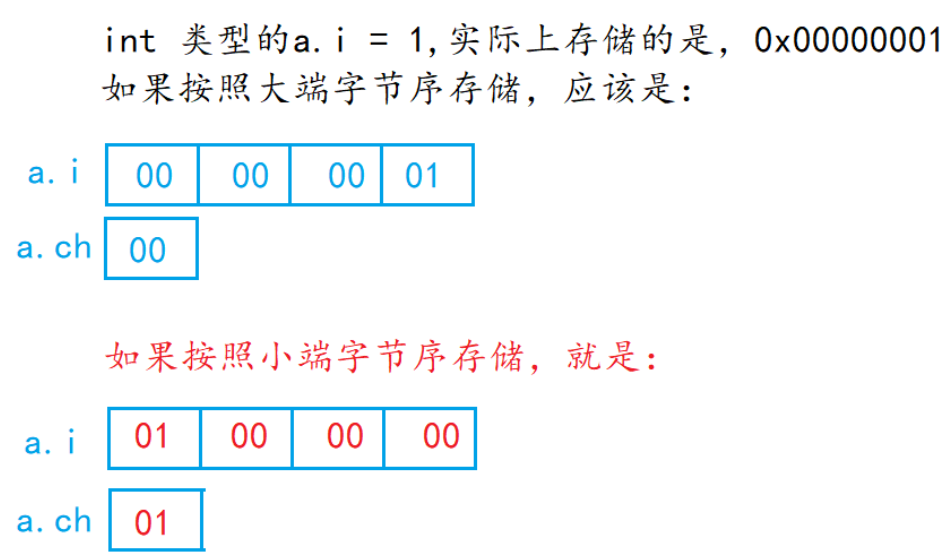 int 类型的a.i = 1,实际上存储的是，0x00000001
如果按照大端字节序存储，应该是：
a.i 00 00 00 01
a.ch 00
如果按照小端字节序存储，就是：
a.i 01 00 00 00
a.ch 01